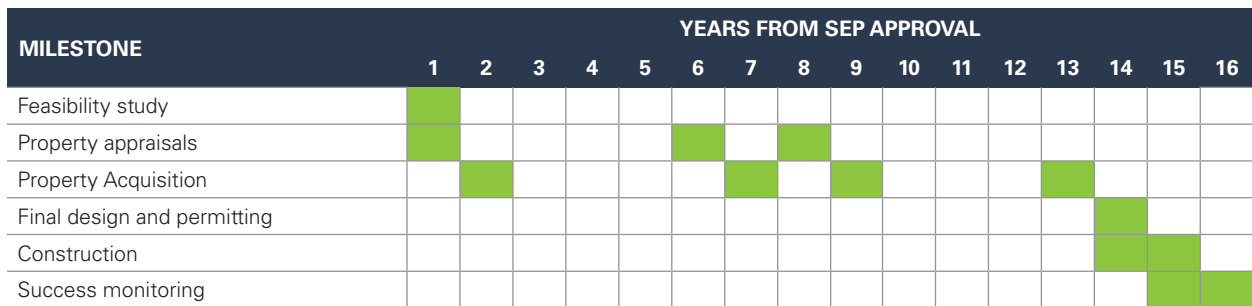 YEARS FROM SEP APPROVAL
MILESTONE
1 2 3 4 5 6 7 8 9 10 11 12 13 14 15 16
Feasibility study
Property appraisals
Property Acquisition
Final design and permitting
Construction
Success monitoring